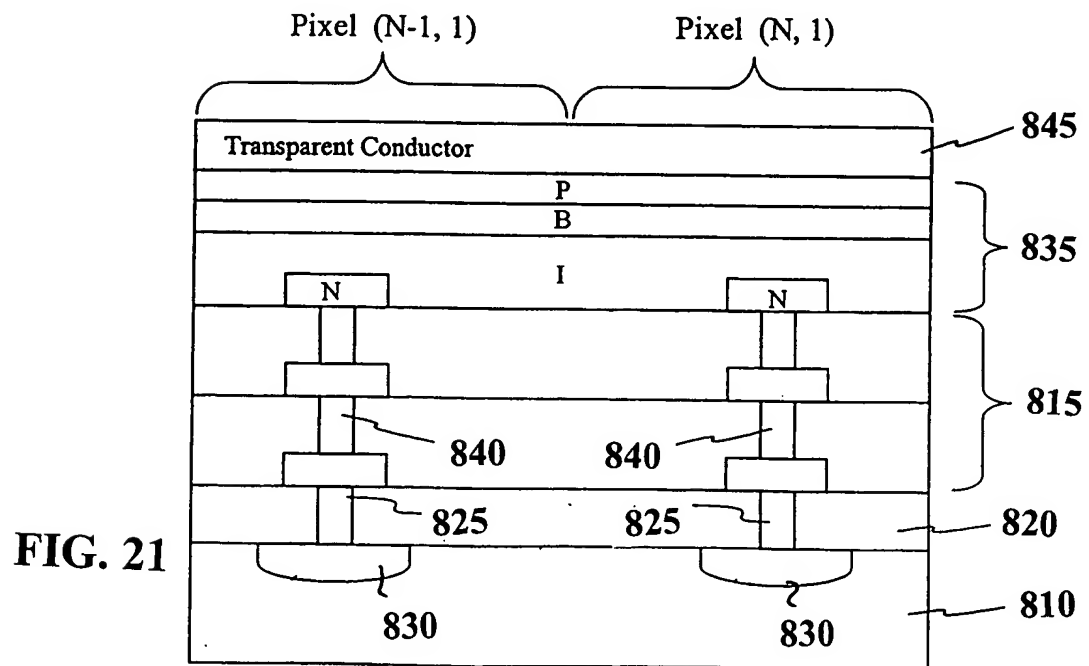 Pixel (N-1, 1) Pixel (N, 1)
845
Transparent Conductor
P
B
835
I
N N
815
840 840
825 825 820
FIG. 21
830 830 810